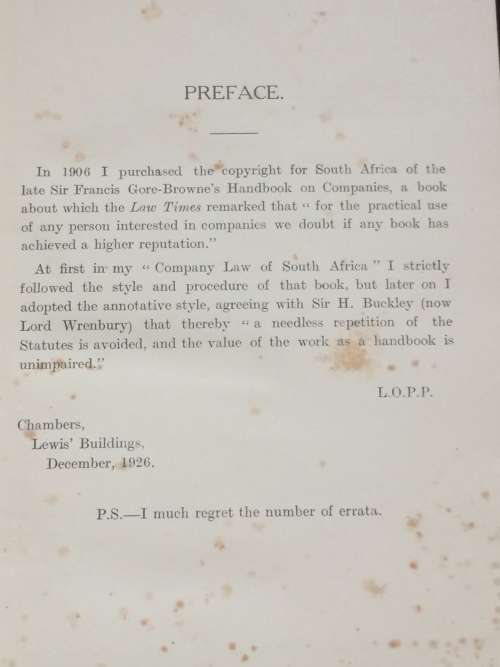 PREFACE.
In 1906 I purchased the copyright for South Africa of the
late Sir Francis Gore-Browne's Handbook on Companies, a book
about which the Law Times remarked that “ for the practical use
of any person interested in companies we doubt if any book has
achieved a higher reputation.”
At first in my “ Company Law of South Africa ” I strictly
followed the style and procedure of that book, but later on I
adopted the annotative style, agreeing with Sir H. Buckley (now
Lord Wrenbury) that thereby “ a needless repetition of the
Statutes is avoided, and the value of the work as a handbook is
unimpaired.”
L.O.P.P.
Chambers,
Lewis' Buildings,
December, 1926.
P.S.—I much regret the number of errata.